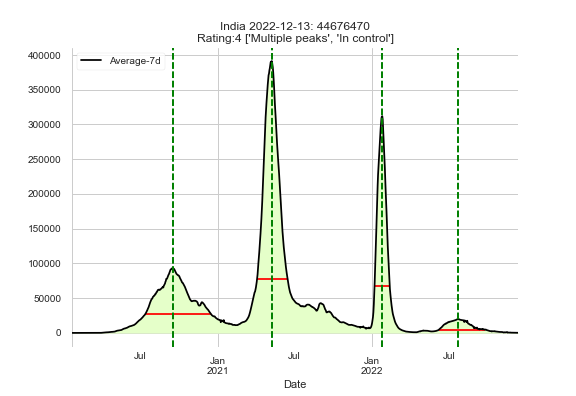 India 2022-12-13: 44676470
Rating:4 ['Multiple peaks', 'In control']
Average-7d
400000
350000
300000
250000
200000
150000
100000
50000
0
Jul
Jan
2021
Jul
Jan
2022
Jul
Date